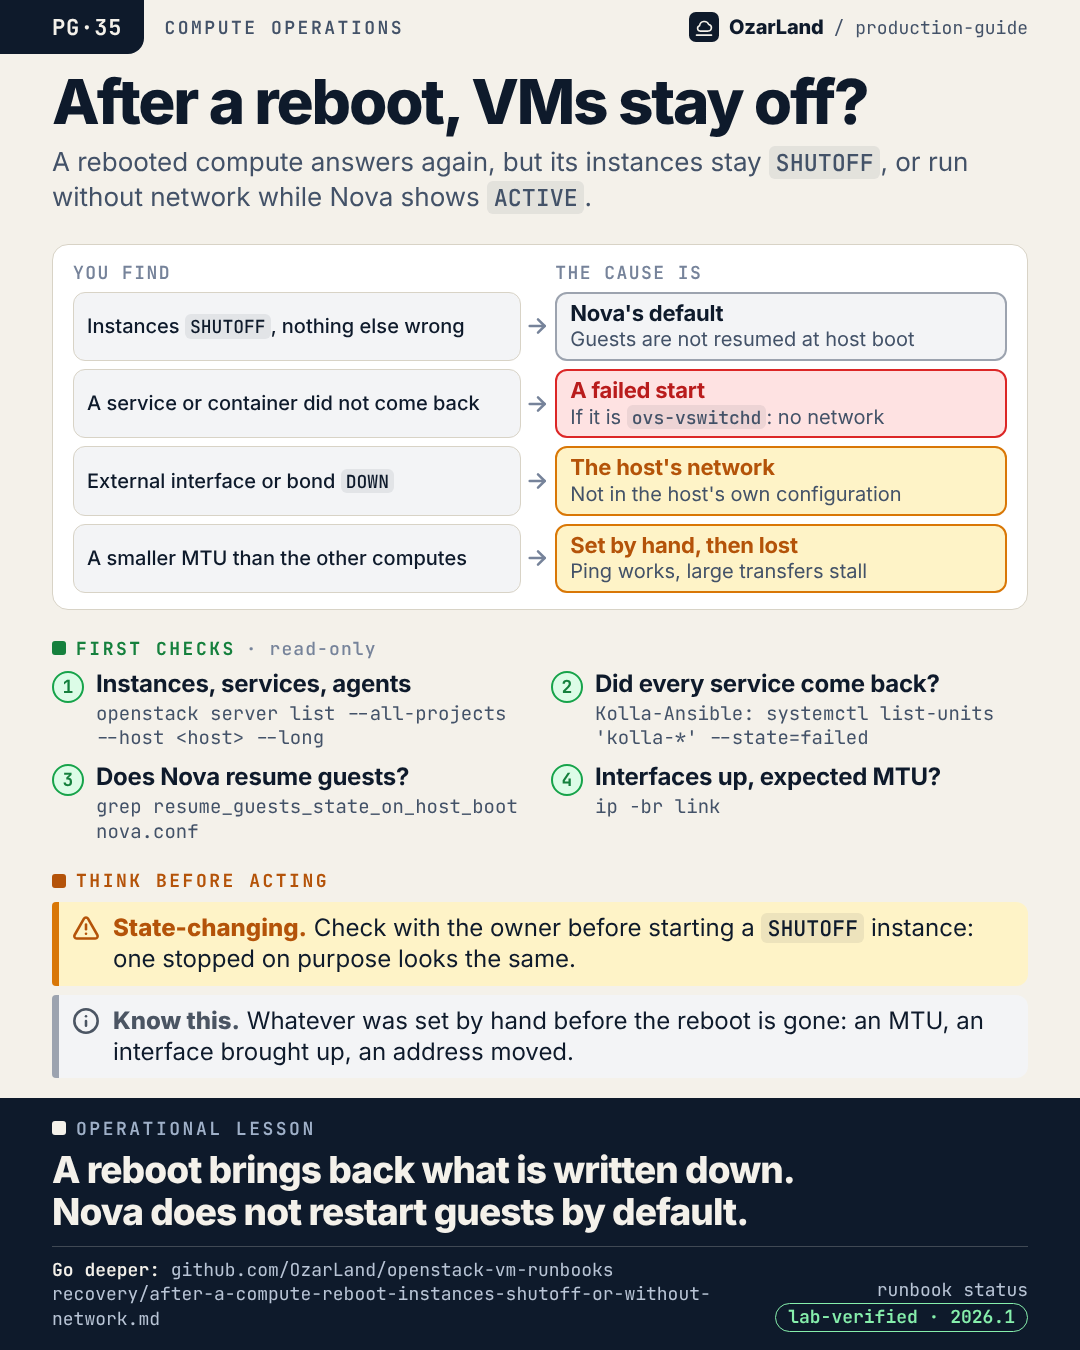 PG·35
COMPUTE OPERATIONS
OzarLand / production-guide
After a reboot, VMs stay off?
A rebooted compute answers again, but its instances stay SHUTOFF, or run
without network while Nova shows ACTIVE.
YOU FIND
THE CAUSE IS
Instances SHUTOFF, nothing else wrong
Nova's default
Guests are not resumed at host boot
A service or container did not come back
A failed start
If it is ovs-vswitchd: no network
External interface or bond DOWN
The host's network
Not in the host's own configuration
A smaller MTU than the other computes
Set by hand, then lost
Ping works, large transfers stall
FIRST CHECKS · read-only
1 Instances, services, agents
openstack server list --all-projects
--host <host> --long
2 Did every service come back?
Kolla-Ansible: systemctl list-units
'kolla-*' --state=failed
3 Does Nova resume guests?
grep resume_guests_state_on_host_boot
nova.conf
4 Interfaces up, expected MTU?
ip -br link
THINK BEFORE ACTING
State-changing. Check with the owner before starting a SHUTOFF instance:
one stopped on purpose looks the same.
Know this. Whatever was set by hand before the reboot is gone: an MTU, an
interface brought up, an address moved.
OPERATIONAL LESSON
A reboot brings back what is written down.
Nova does not restart guests by default.
Go deeper: github.com/OzarLand/openstack-vm-runbooks
recovery/after-a-compute-reboot-instances-shutoff-or-without-
network.md
runbook status
lab-verified · 2026.1